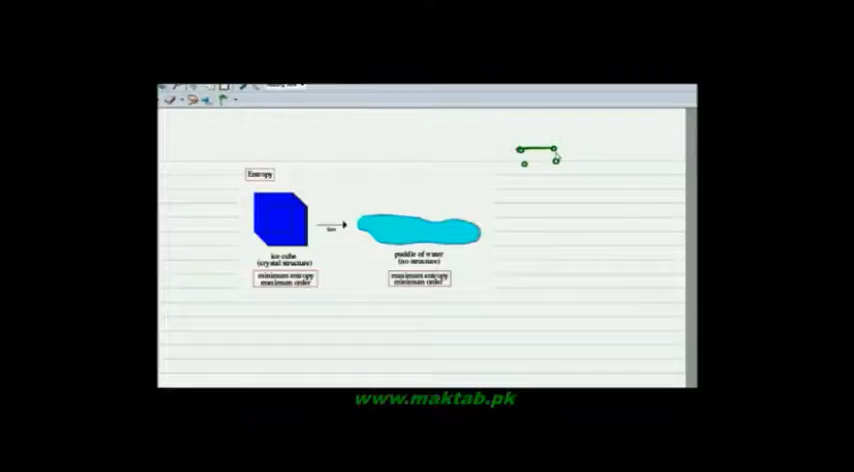 Entropy
time
ice cube
(crystal structure)
minimum entropy
maximum order
puddle of water
(no structure)
maximum entropy
minimum order
www.maktab.pk